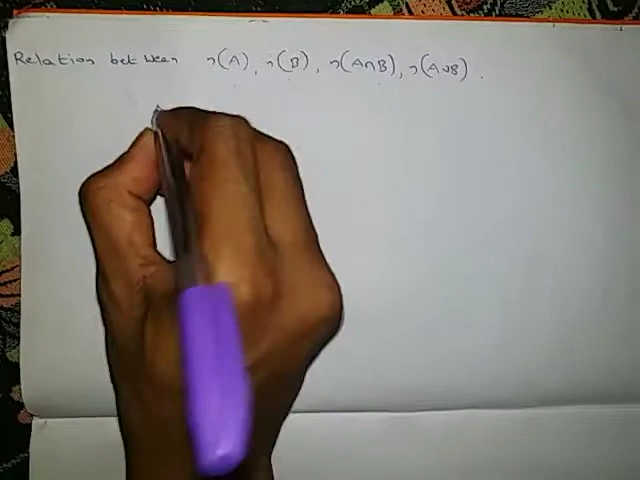 Relation between n(A), n(B), n(A∩B), n(A∪B).